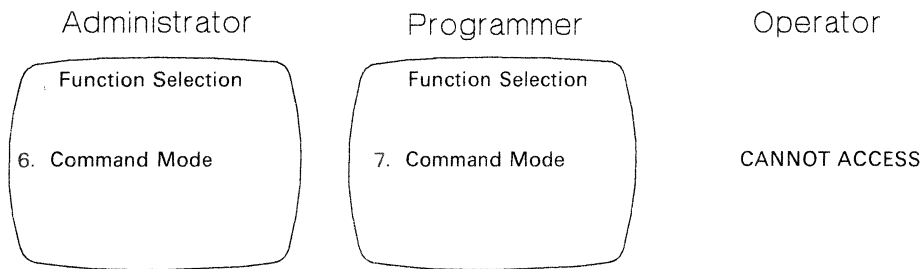 Administrator
Programmer
Operator
Function Selection
Function Selection
6. Command Mode
7. Command Mode
CANNOT ACCESS